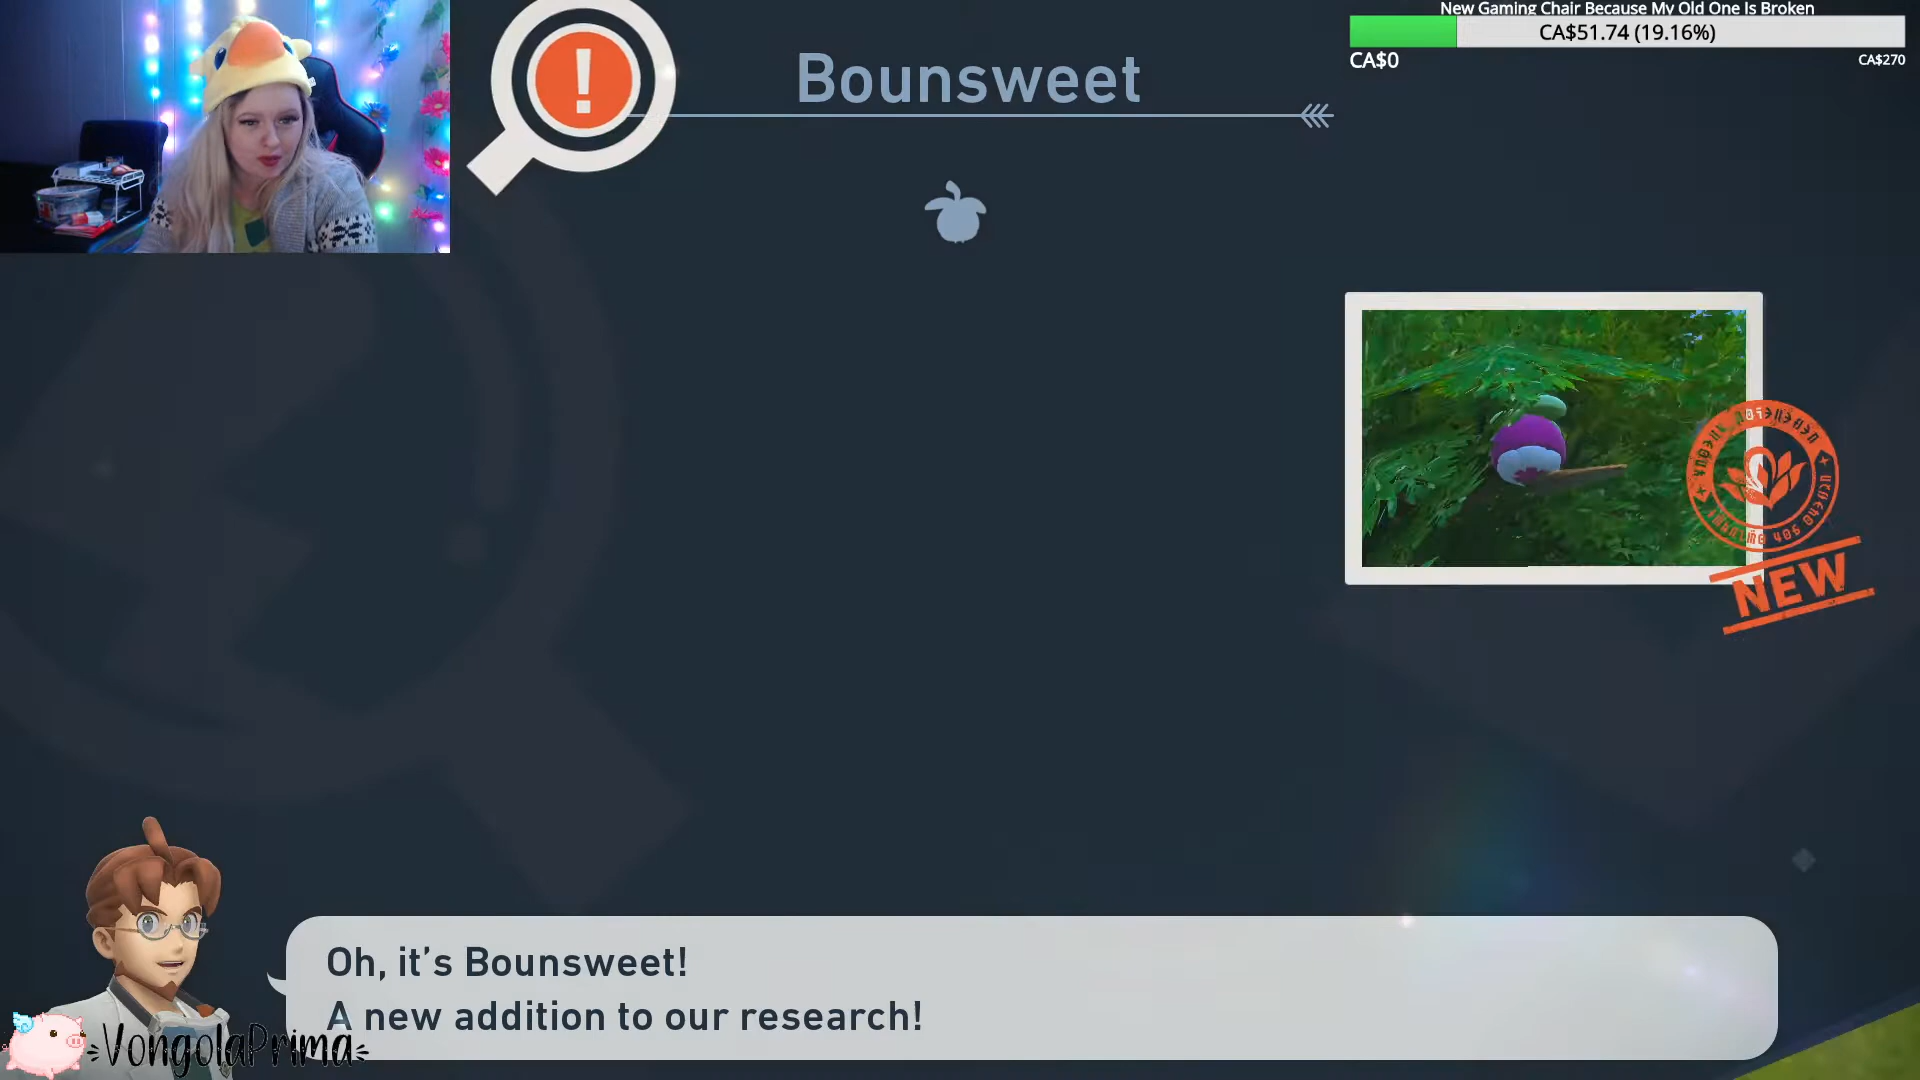 New Gaming Chair Because My Old One Is Broken
CA$51.74 (19.16%)
CA$0
CA$270
!
Bounsweet
NEW
Oh, it's Bounsweet!
A new addition to our research!
VongolaPrima